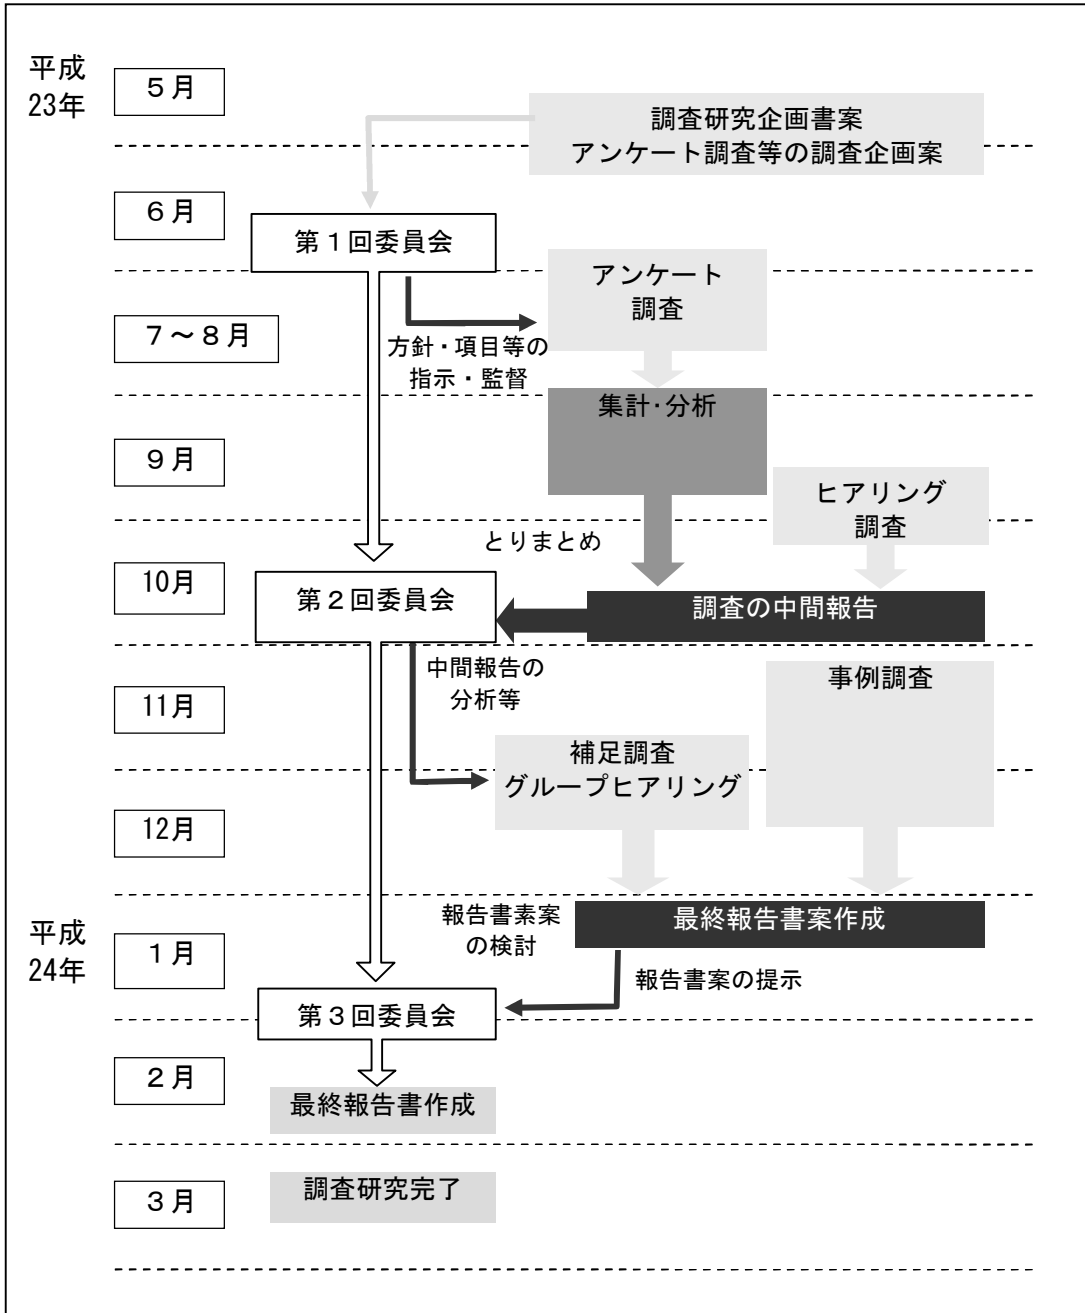 平成
23年
５月
調査研究企画書案
アンケート調査等の調査企画案
６月
第１回委員会
アンケート
調査
７～８月
方針・項目等の
指示・監督
集計・分析
９月
ヒアリング
調査
とりまとめ
10月
第２回委員会
調査の中間報告
中間報告の
分析等
事例調査
11月
補足調査
グループヒアリング
12月
平成
24年
１月
報告書素案
の検討
最終報告書案作成
報告書案の提示
第３回委員会
２月
最終報告書作成
３月
調査研究完了